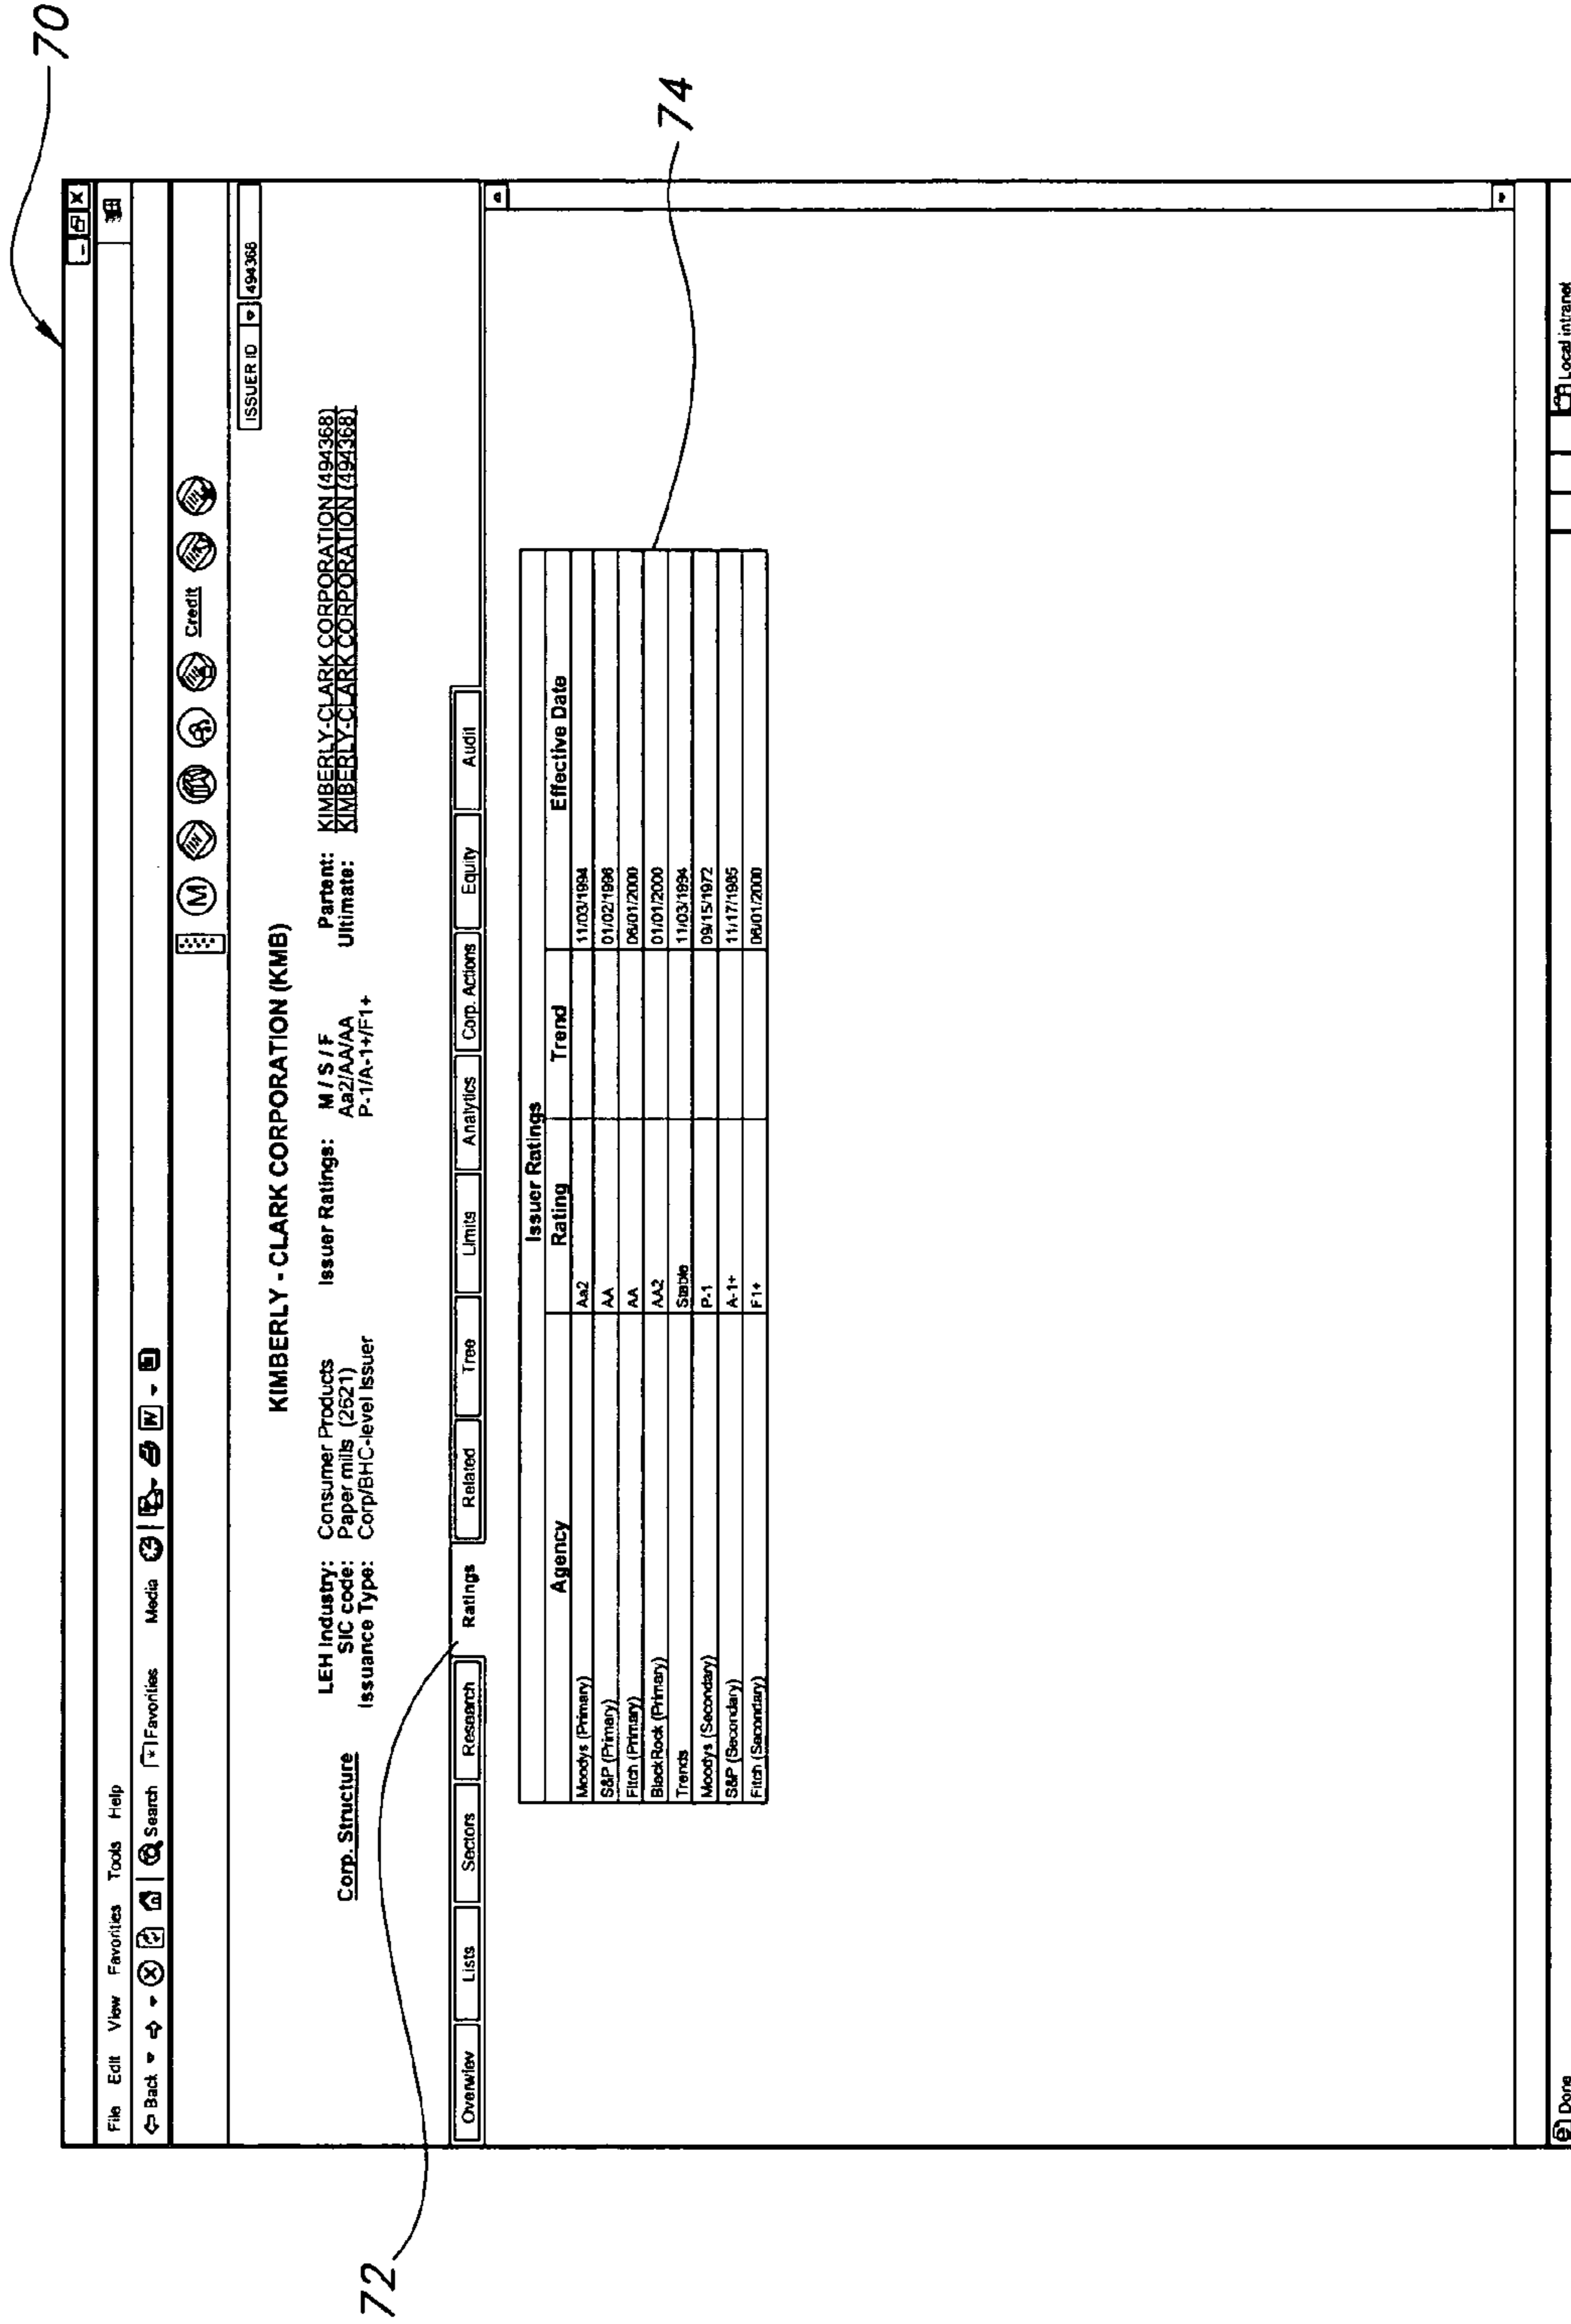 70
File Edit View Favorities Tools Help
Back Search Favorities Media
M Credit
ISSUER ID 494368
KIMBERLY - CLARK CORPORATION (KMB)
Corp. Structure
LEH Industry: Consumer Products
SIC code: Paper mills (2621)
Issuance Type: Corp/BHC-level Issuer
Issuer Ratings: M / S / F
Aa2/AA/AA
P-1/A-1+/F1+
Partent: KIMBERLY-CLARK CORPORATION (494368)
Ultimate: KIMBERLY-CLARK CORPORATION (494368)
72
Overwiev Lists Sectors Research Ratings Related Tree Limits Analytics Corp. Actions Equity Audit
Issuer Ratings
Agency Rating Trend Effective Date
Moodys (Primary) Aa2 11/03/1994
S&P (Primary) AA 01/02/1996
Fitch (Primary) AA 06/01/2000
BlackRock (Primary) AA2 01/01/2000
Trends Stable 11/03/1994
Moodys (Secondary) P-1 09/15/1972
S&P (Secondary) A-1+ 11/17/1985
Fitch (Secondary) F1+ 06/01/2000
74
Done Local intranet